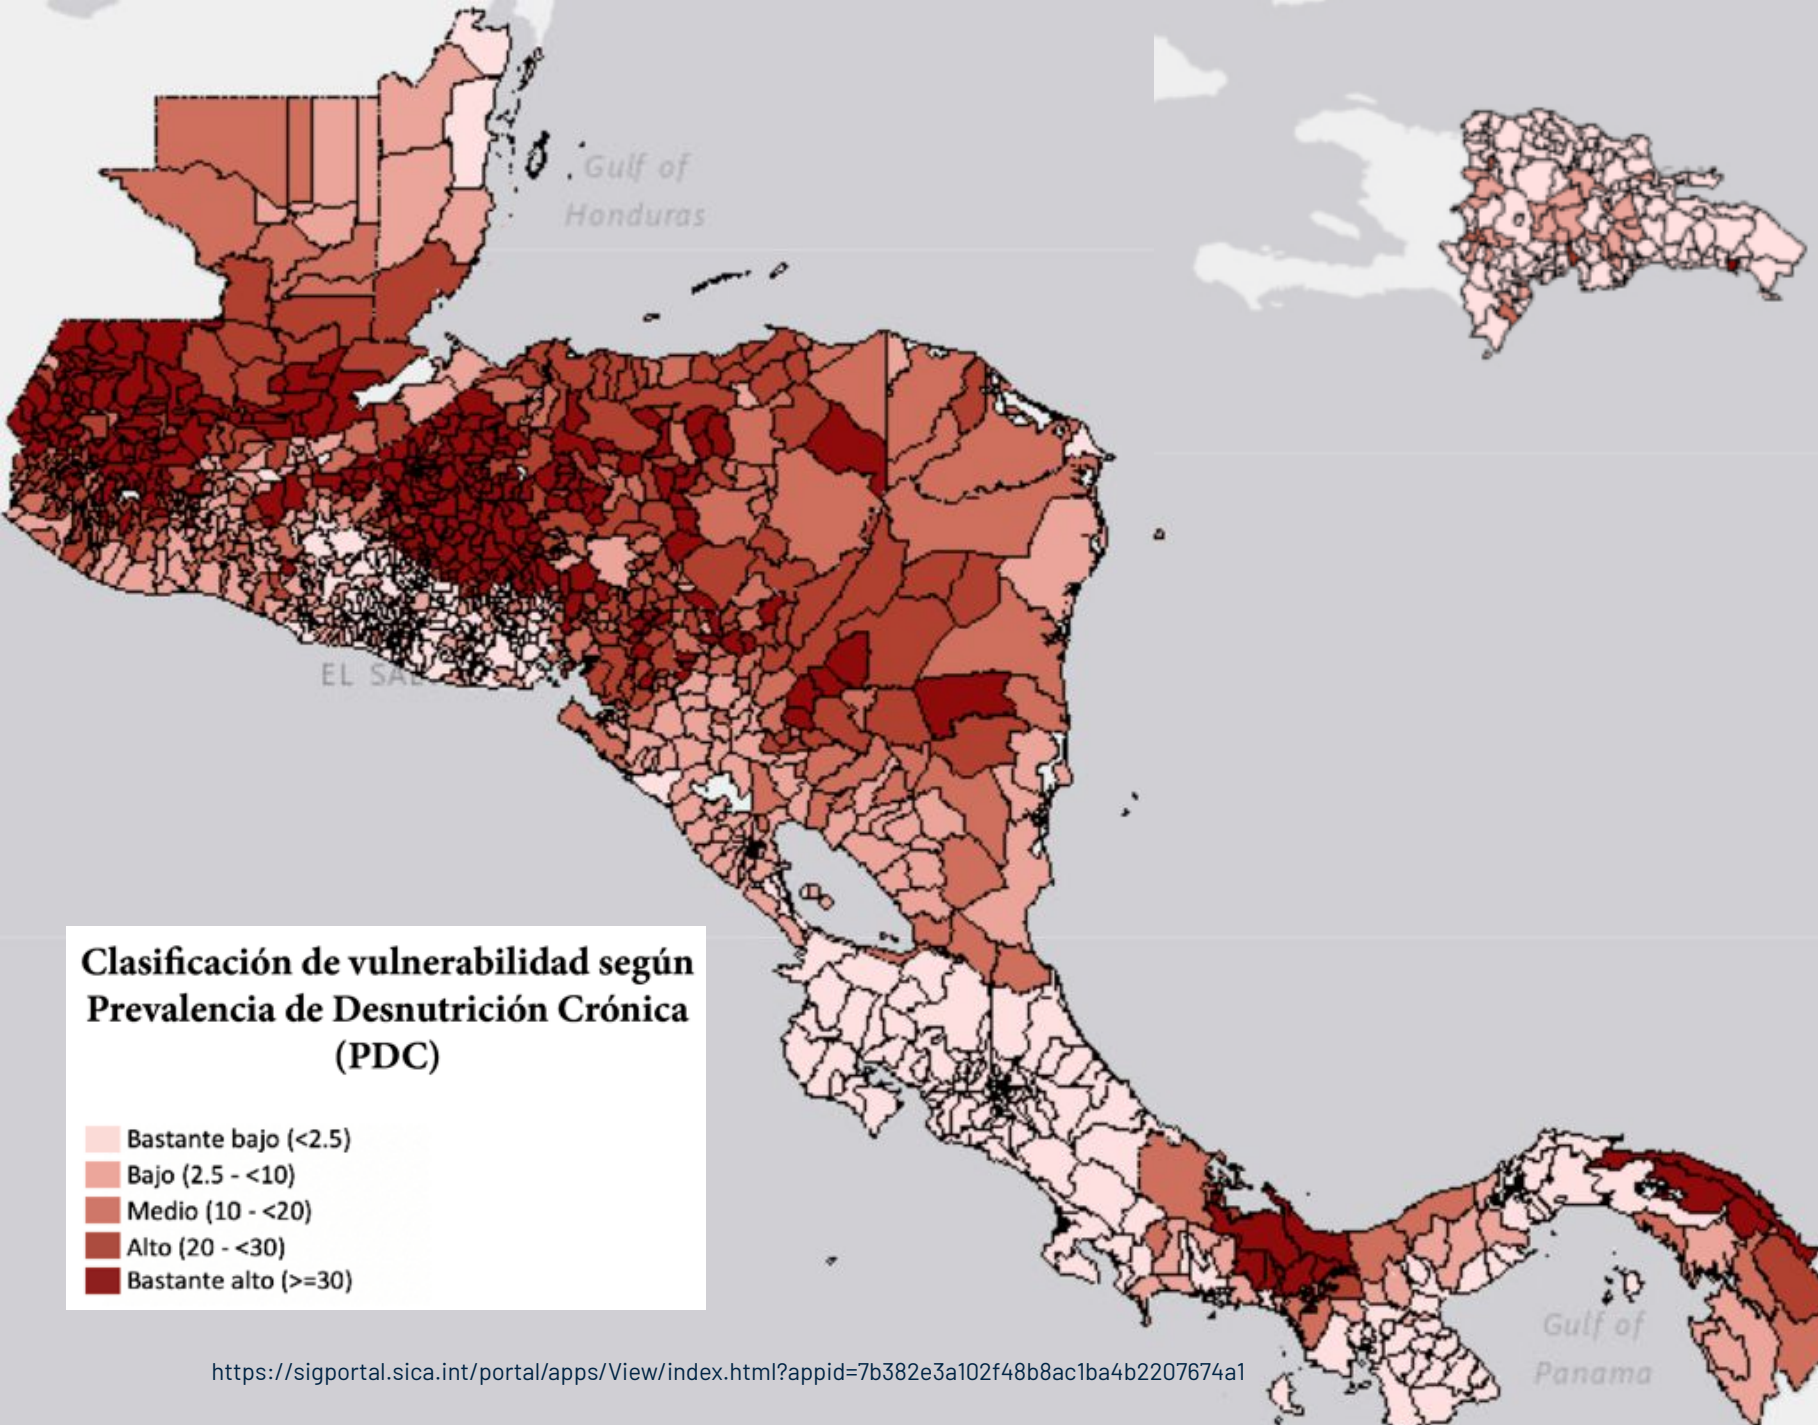 Gulf of
Honduras
EL SAL
Clasificación de vulnerabilidad según
Prevalencia de Desnutrición Crónica
(PDC)
Bastante bajo (<2.5)
Bajo (2.5 - <10)
Medio (10 - <20)
Alto (20 - <30)
Bastante alto (>=30)
Gulf of
Panama
https://sigportal.sica.int/portal/apps/View/index.html?appid=7b382e3a102f48b8ac1ba4b2207674a1